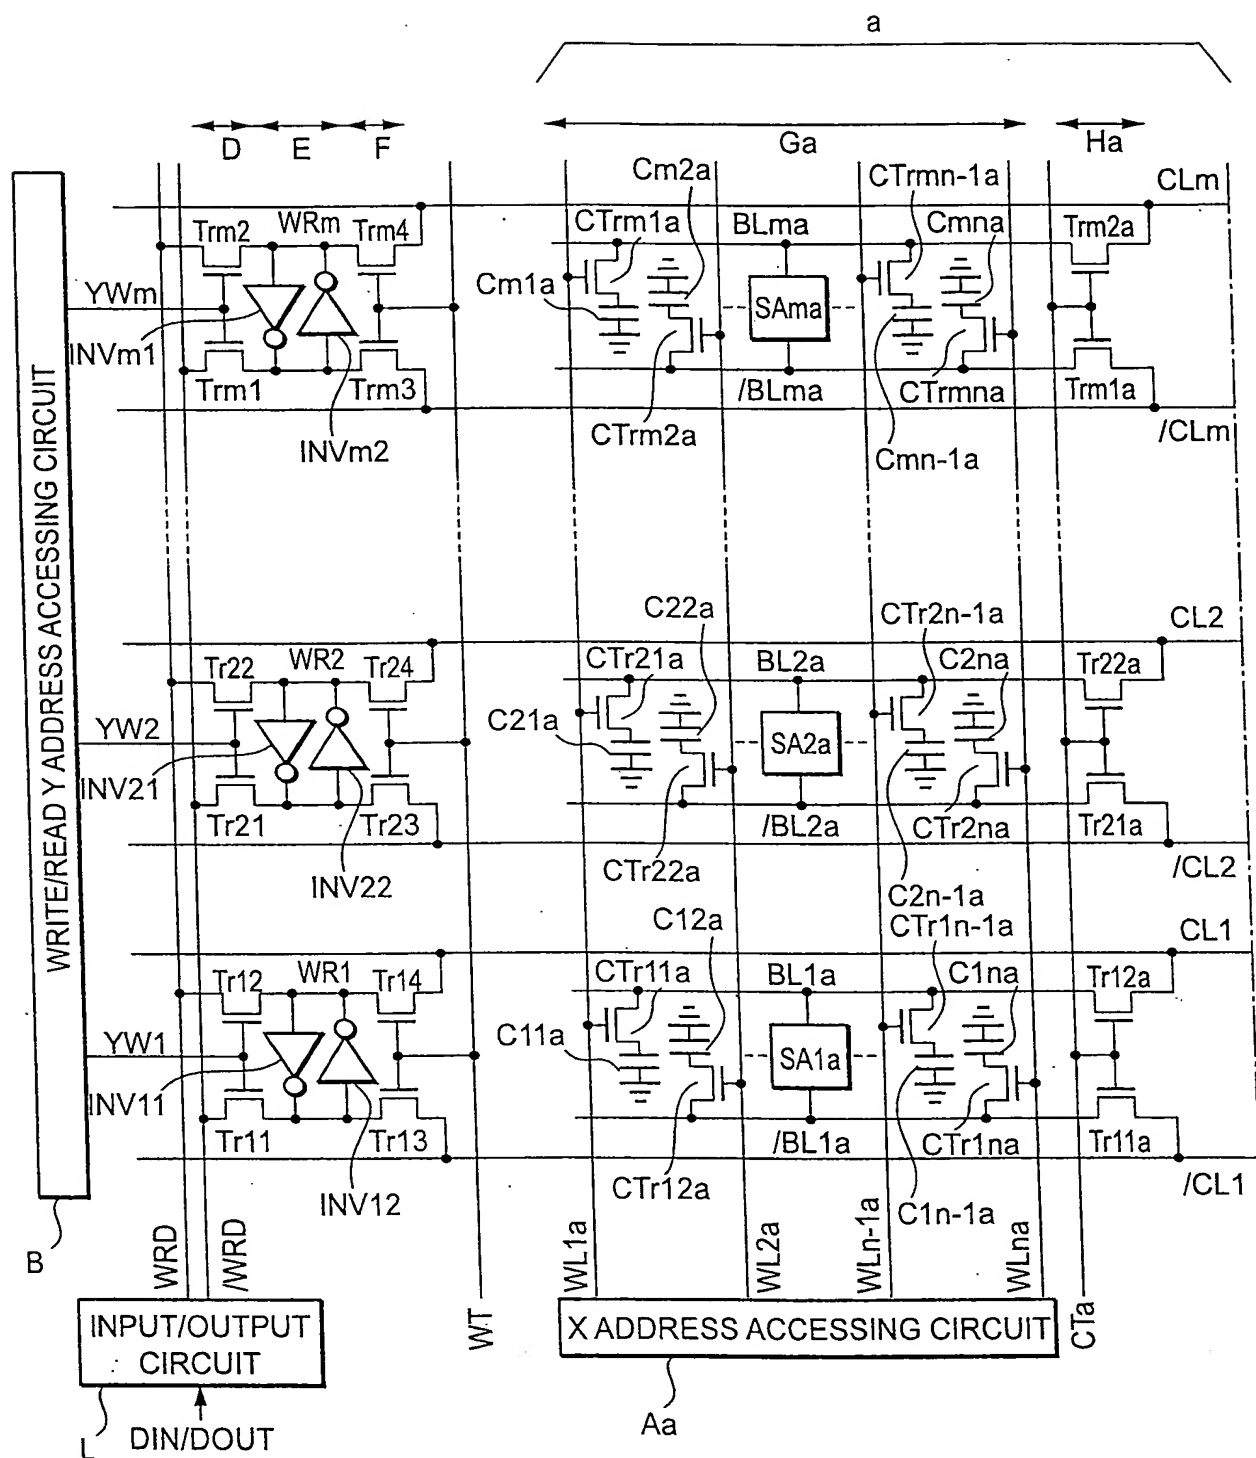 a
D E F Ga Ha
Cm2a CTrmn-1a CLm
Trm2 WRm Trm4 CTrm1a BLma Cmna Trm2a
YWm Cm1a SAma
INVm1
Trm1 Trm3 /BLma CTrmna Trm1a
INVm2 CTrm2a Cmn-1a /CLm
WRITE/READ Y ADDRESS ACCESSING CIRCUIT
C22a CTr2n-1a CL2
Tr22 WR2 Tr24 CTr21a BL2a C2na Tr22a
YW2 C21a SA2a
INV21
Tr21 Tr23 /BL2a CTr2na Tr21a
INV22 CTr22a C2n-1a /CL2
C12a CTr1n-1a CL1
Tr12 WR1 Tr14 CTr11a BL1a C1na Tr12a
YW1 C11a SA1a
INV11
Tr11 Tr13 /BL1a CTr1na Tr11a
INV12 CTr12a C1n-1a /CL1
B WRD /WRD WT WL1a WL2a WLn-1a WLna CTa
INPUT/OUTPUT
CIRCUIT
X ADDRESS ACCESSING CIRCUIT
L DIN/DOUT Aa